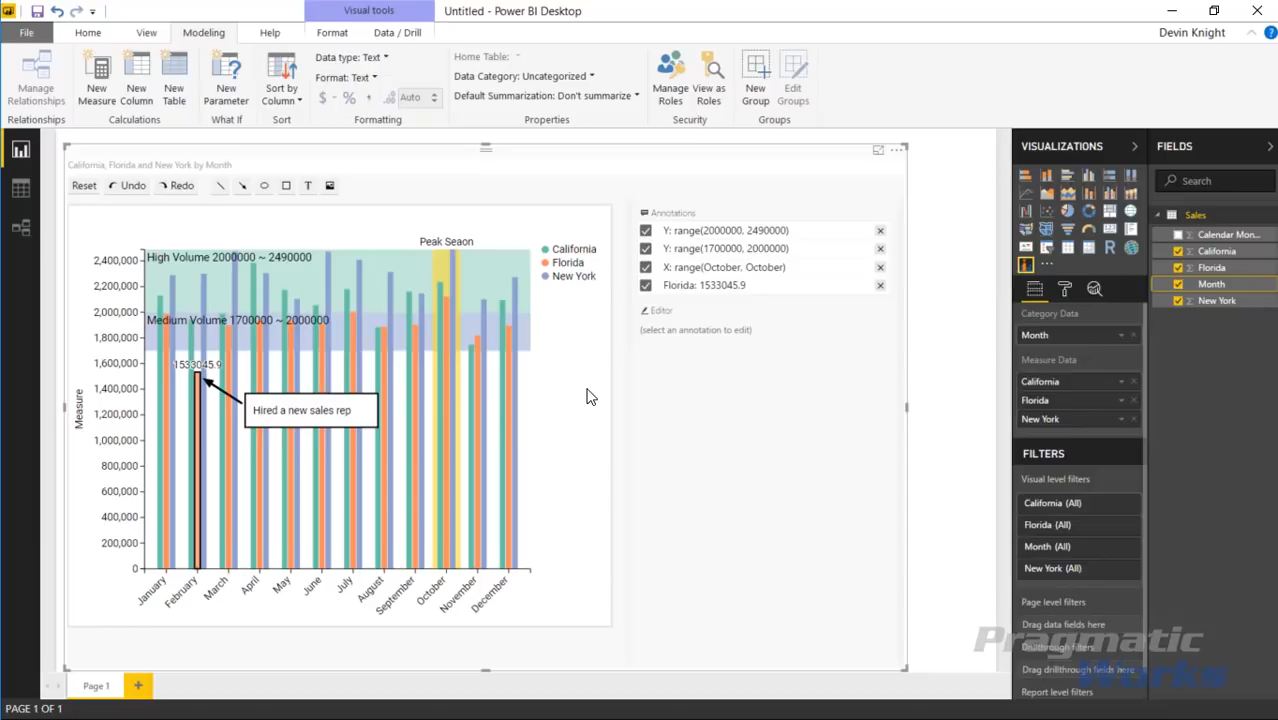 Visual tools
Untitled - Power BI Desktop
File Home View Modeling Help Format Data / Drill
Devin Knight
Manage Relationships
Relationships
New Measure
New Column
New Table
Calculations
New Parameter
What If
Sort by Column
Sort
Data type: Text
Format: Text
$ % , .00 Auto
Formatting
Home Table:
Data Category: Uncategorized
Default Summarization: Don't summarize
Properties
Manage Roles
View as Roles
Security
New Group
Edit Groups
Groups
California, Florida and New York by Month
Reset Undo Redo T
Peak Seaon
High Volume 2000000 ~ 2490000
Medium Volume 1700000 ~ 2000000
1533045.9
Hired a new sales rep
California
Florida
New York
Measure
2,400,000
2,200,000
2,000,000
1,800,000
1,600,000
1,400,000
1,200,000
1,000,000
800,000
600,000
400,000
200,000
0
January
February
March
April
May
June
July
August
September
October
November
December
Annotations
Y: range(2000000, 2490000)
Y: range(1700000, 2000000)
X: range(October, October)
Florida: 1533045.9
Editor
(select an annotation to edit)
VISUALIZATIONS
R
Category Data
Month
Measure Data
California
Florida
New York
FILTERS
Visual level filters
California (All)
Florida (All)
Month (All)
New York (All)
Page level filters
Drag data fields here
Drillthrough filters
Drag drillthrough fields here
Report level filters
FIELDS
Search
Sales
Calendar Mon...
California
Florida
Month
New York
Pragmatic
Works
Page 1
PAGE 1 OF 1